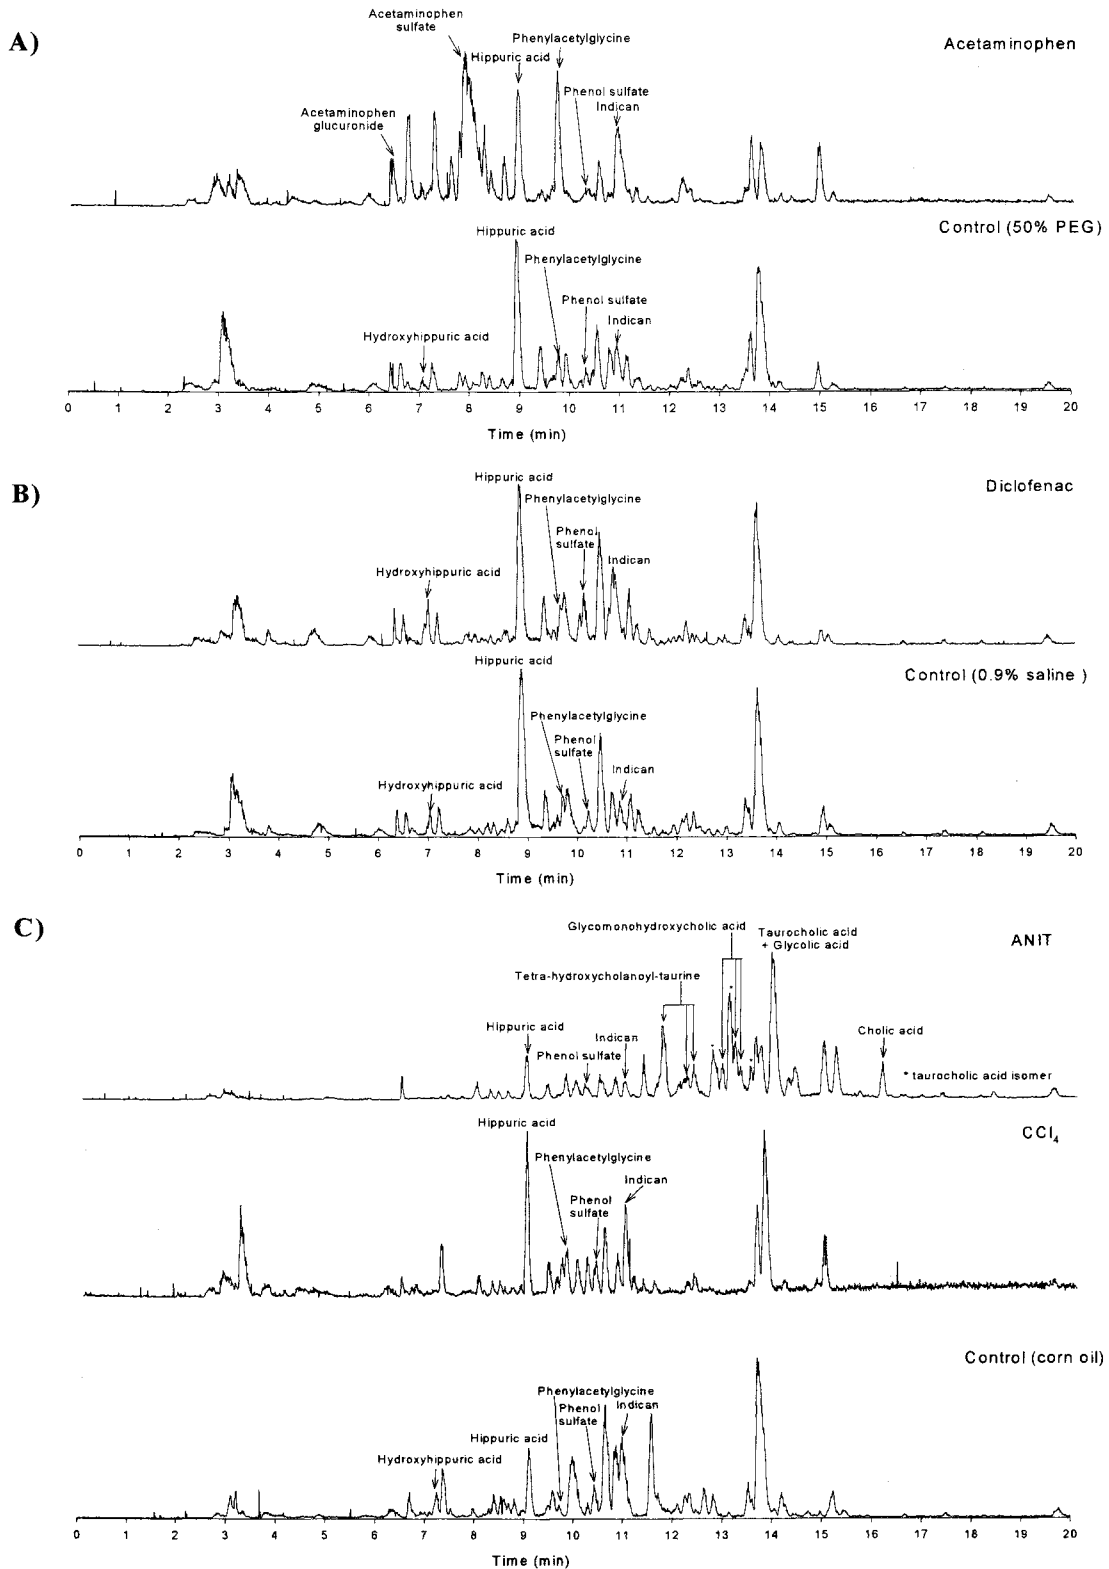 A)
Acetaminophen
sulfate
Phenylacetylglycine
Acetaminophen
Hippuric acid
Phenol sulfate
Indican
Acetaminophen
glucuronide
Control (50% PEG)
Hippuric acid
Phenylacetylglycine
Phenol sulfate
Indican
Hydroxyhippuric acid
0 1 2 3 4 5 6 7 8 9 10 11 12 13 14 15 16 17 18 19 20
Time (min)
B)
Hippuric acid
Diclofenac
Phenylacetylglycine
Phenol
sulfate
Indican
Hydroxyhippuric acid
Hippuric acid
Control (0.9% saline )
Phenylacetylglycine
Phenol
sulfate
Indican
Hydroxyhippuric acid
0 1 2 3 4 5 6 7 8 9 10 11 12 13 14 15 16 17 18 19 20
Time (min)
C)
Glycomonohydroxycholic acid
Taurocholic acid
+ Glycolic acid
ANIT
Tetra-hydroxycholanoyl-taurine
*
Hippuric acid
Indican
Cholic acid
Phenol sulfate
*
*
* taurocholic acid isomer
Hippuric acid
CCl4
Phenylacetylglycine
Indican
Phenol
sulfate
Control (corn oil)
Phenylacetylglycine
Phenol
sulfate
Indican
Hippuric acid
Hydroxyhippuric acid
0 1 2 3 4 5 6 7 8 9 10 11 12 13 14 15 16 17 18 19 20
Time (min)